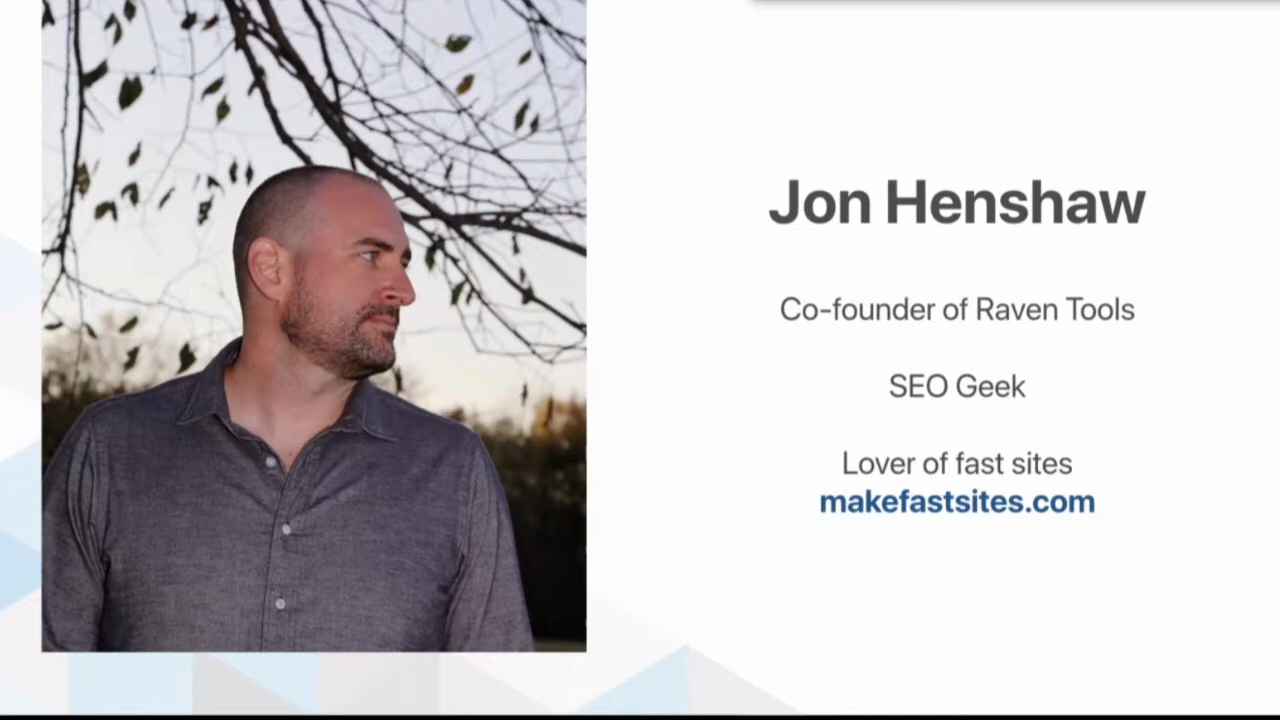 Jon Henshaw
Co-founder of Raven Tools
SEO Geek
Lover of fast sites
makefastsites.com